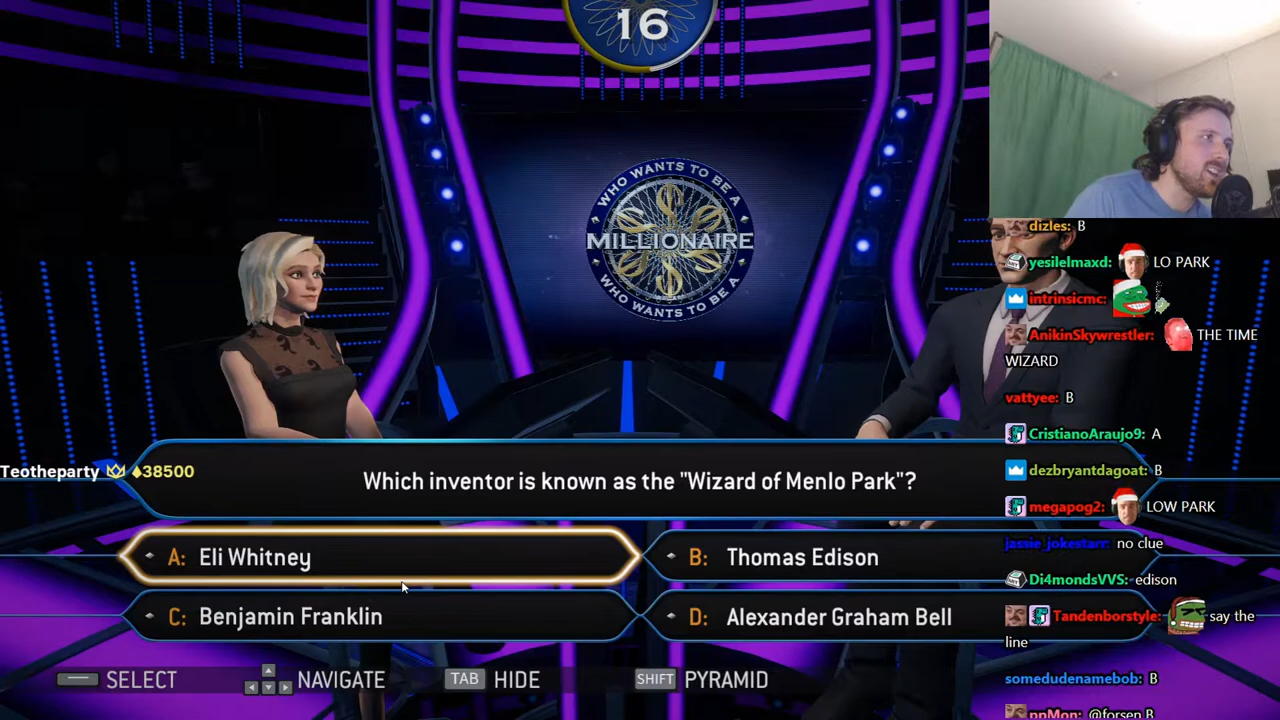 16
WHO WANTS TO BE A
MILLIONAIRE
WHO WANTS TO BE A
dizles: B
yesilelmaxd: LO PARK
intrinsicmc:
AnikinSkywrestler: THE TIME
WIZARD
vattyee: B
CristianoAraujo9: A
dezbryantdagoat: B
megapog2: LOW PARK
jassie_jokestarr: no clue
Di4mondsVVS: edison
Tandenborstyle: say the
line
somedudenamebob: B
ppMon: @forsen B
Teotheparty 38500
Which inventor is known as the "Wizard of Menlo Park"?
A: Eli Whitney
B: Thomas Edison
C: Benjamin Franklin
D: Alexander Graham Bell
SELECT
NAVIGATE
TAB HIDE
SHIFT PYRAMID